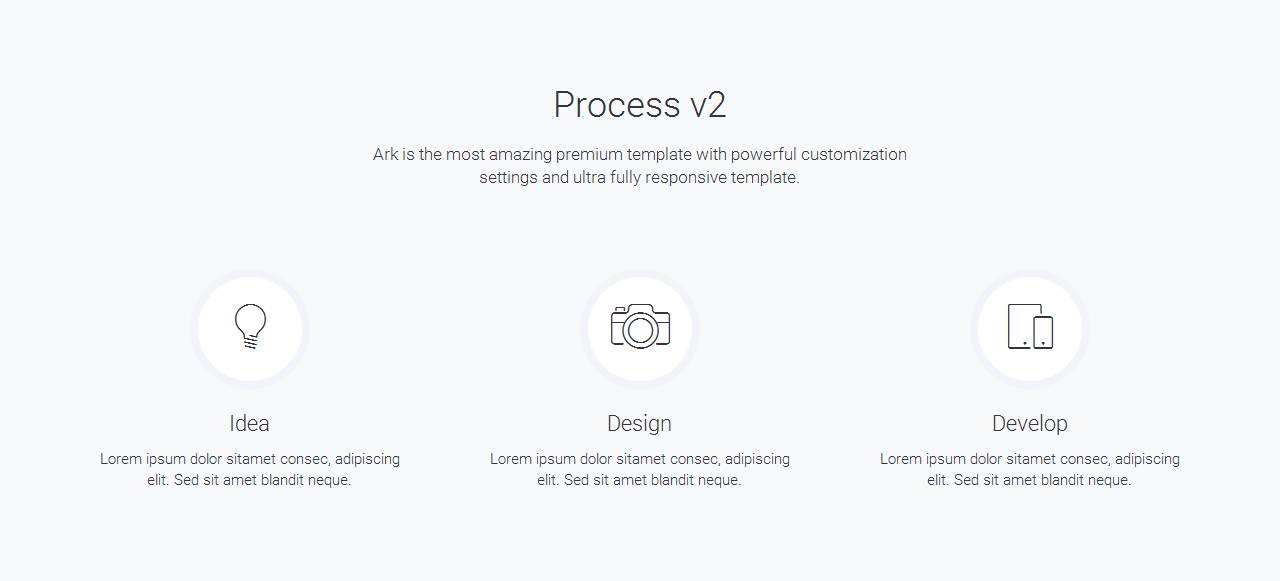 Process v2
Ark is the most amazing premium template with powerful customization
settings and ultra fully responsive template.
Idea
Lorem ipsum dolor sitamet consec, adipiscing
elit. Sed sit amet blandit neque.
Design
Lorem ipsum dolor sitamet consec, adipiscing
elit. Sed sit amet blandit neque.
Develop
Lorem ipsum dolor sitamet consec, adipiscing
elit. Sed sit amet blandit neque.